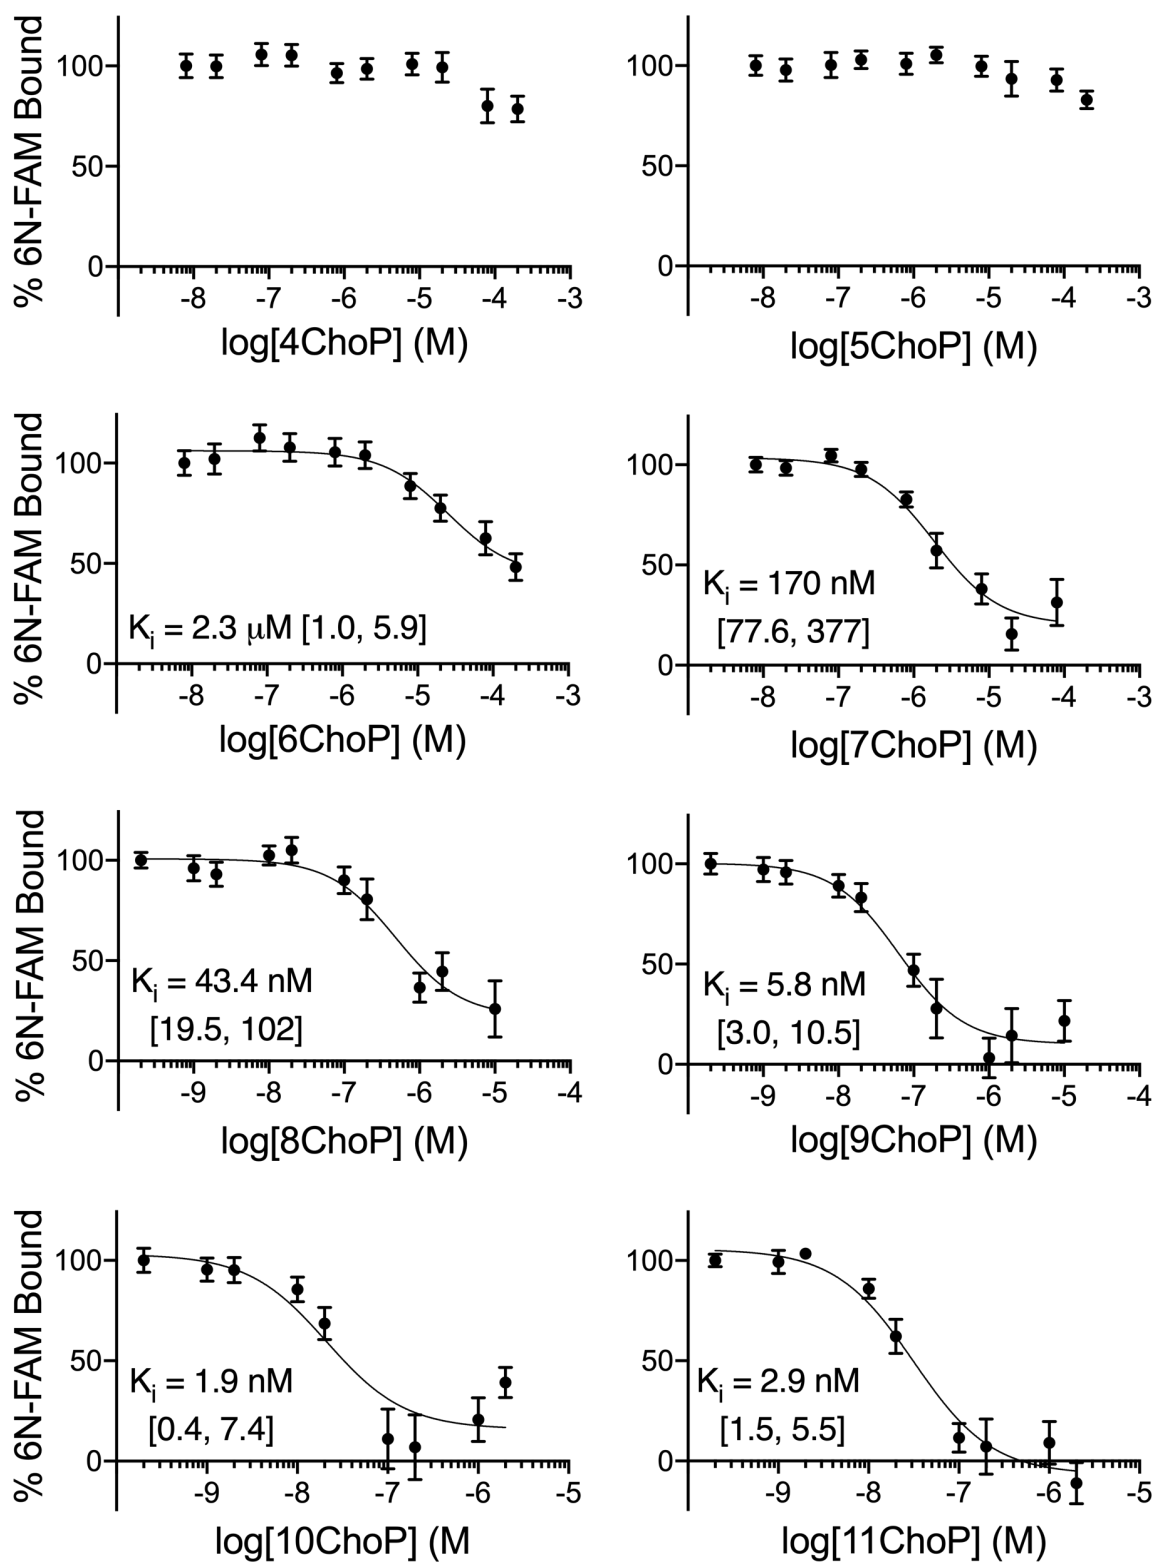 % 6N-FAM Bound
100
50
0
-8 -7 -6 -5 -4 -3
log[4ChoP] (M)
100
50
0
-8 -7 -6 -5 -4 -3
log[5ChoP] (M)
% 6N-FAM Bound
100
50
0
Ki = 2.3 µM [1.0, 5.9]
-8 -7 -6 -5 -4 -3
log[6ChoP] (M)
100
50
0
Ki = 170 nM
[77.6, 377]
-8 -7 -6 -5 -4 -3
log[7ChoP] (M)
% 6N-FAM Bound
100
50
0
Ki = 43.4 nM
[19.5, 102]
-9 -8 -7 -6 -5 -4
log[8ChoP] (M)
100
50
0
Ki = 5.8 nM
[3.0, 10.5]
-9 -8 -7 -6 -5 -4
log[9ChoP] (M)
% 6N-FAM Bound
100
50
0
Ki = 1.9 nM
[0.4, 7.4]
-9 -8 -7 -6 -5
log[10ChoP] (M
100
50
0
Ki = 2.9 nM
[1.5, 5.5]
-9 -8 -7 -6 -5
log[11ChoP] (M)